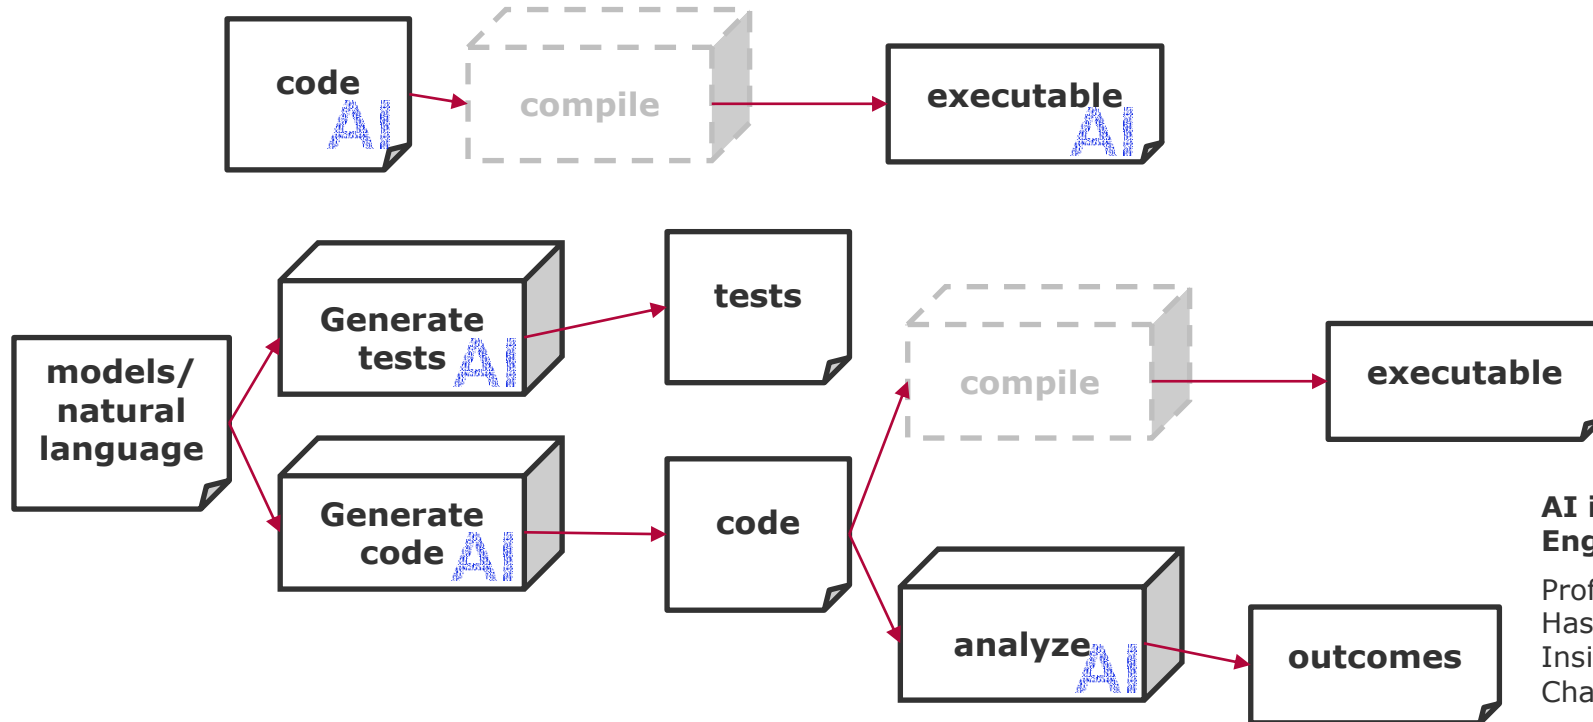 code
AI
compile
executable
AI
Generate
tests
AI
tests
models/
natural
language
compile
executable
Generate
code
AI
code
analyze
AI
outcomes
AI